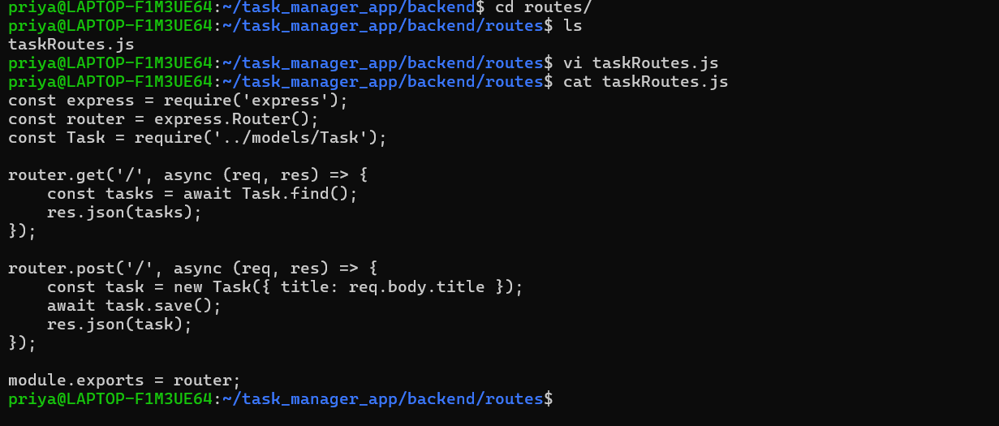 priya@LAPTOP-F1M3UE64:~/task_manager_app/backend$ cd routes/
priya@LAPTOP-F1M3UE64:~/task_manager_app/backend/routes$ ls
taskRoutes.js
priya@LAPTOP-F1M3UE64:~/task_manager_app/backend/routes$ vi taskRoutes.js
priya@LAPTOP-F1M3UE64:~/task_manager_app/backend/routes$ cat taskRoutes.js
const express = require('express');
const router = express.Router();
const Task = require('../models/Task');

router.get('/', async (req, res) => {
    const tasks = await Task.find();
    res.json(tasks);
});

router.post('/', async (req, res) => {
    const task = new Task({ title: req.body.title });
    await task.save();
    res.json(task);
});

module.exports = router;
priya@LAPTOP-F1M3UE64:~/task_manager_app/backend/routes$